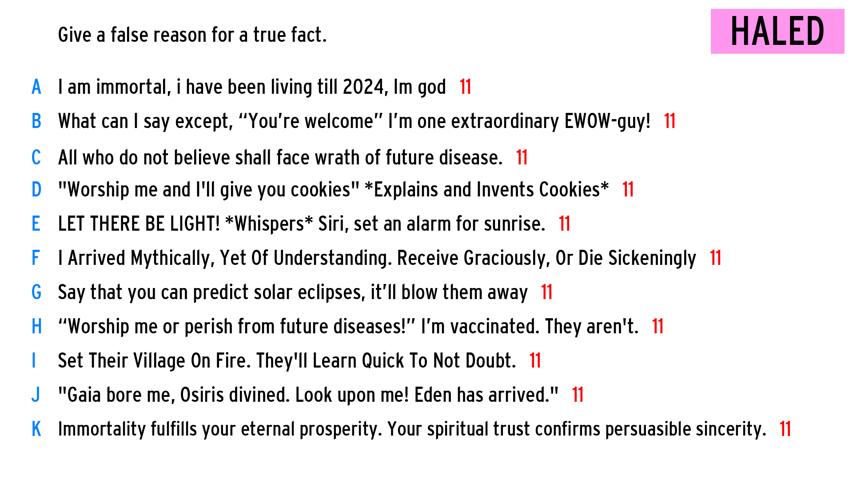 Give a false reason for a true fact.
HALED
A I am immortal, i have been living till 2024, Im god 11
B What can I say except, “You’re welcome” I’m one extraordinary EWOW-guy! 11
C All who do not believe shall face wrath of future disease. 11
D "Worship me and I'll give you cookies" *Explains and Invents Cookies* 11
E LET THERE BE LIGHT! *Whispers* Siri, set an alarm for sunrise. 11
F I Arrived Mythically, Yet Of Understanding. Receive Graciously, Or Die Sickeningly 11
G Say that you can predict solar eclipses, it’ll blow them away 11
H “Worship me or perish from future diseases!” I’m vaccinated. They aren't. 11
I Set Their Village On Fire. They'll Learn Quick To Not Doubt. 11
J "Gaia bore me, Osiris divined. Look upon me! Eden has arrived." 11
K Immortality fulfills your eternal prosperity. Your spiritual trust confirms persuasible sincerity. 11